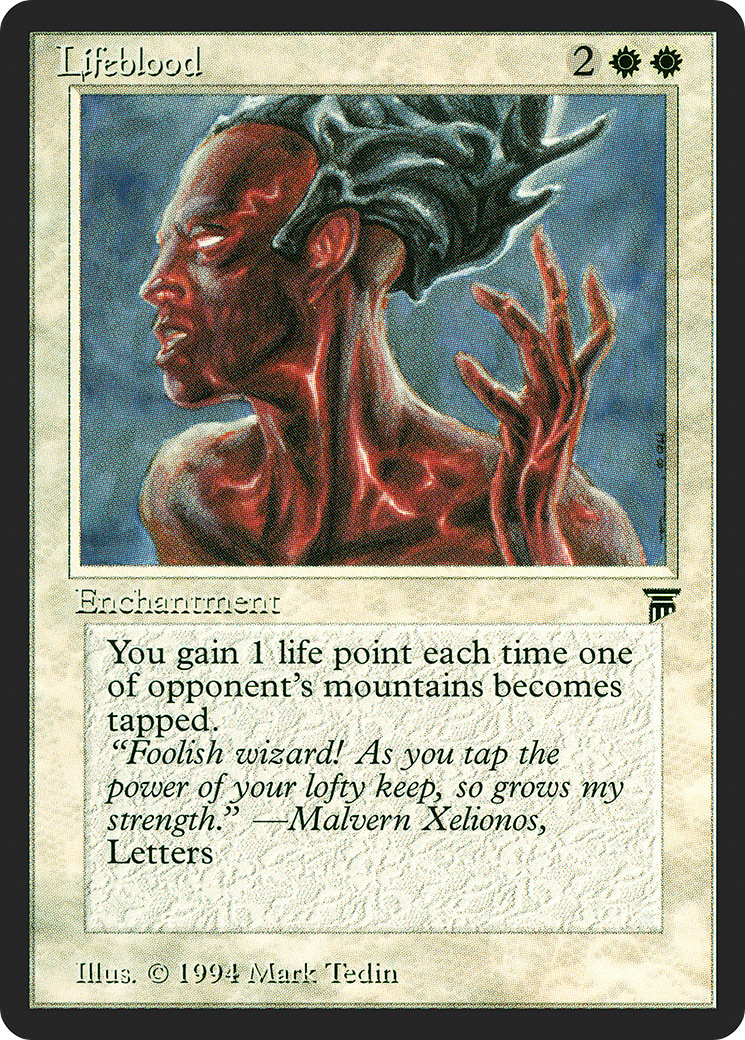 Lifeblood 2
Enchantment
You gain 1 life point each time one
of opponent's mountains becomes
tapped.
“Foolish wizard! As you tap the
power of your lofty keep, so grows my
strength.” —Malvern Xelionos,
Letters
Illus. © 1994 Mark Tedin